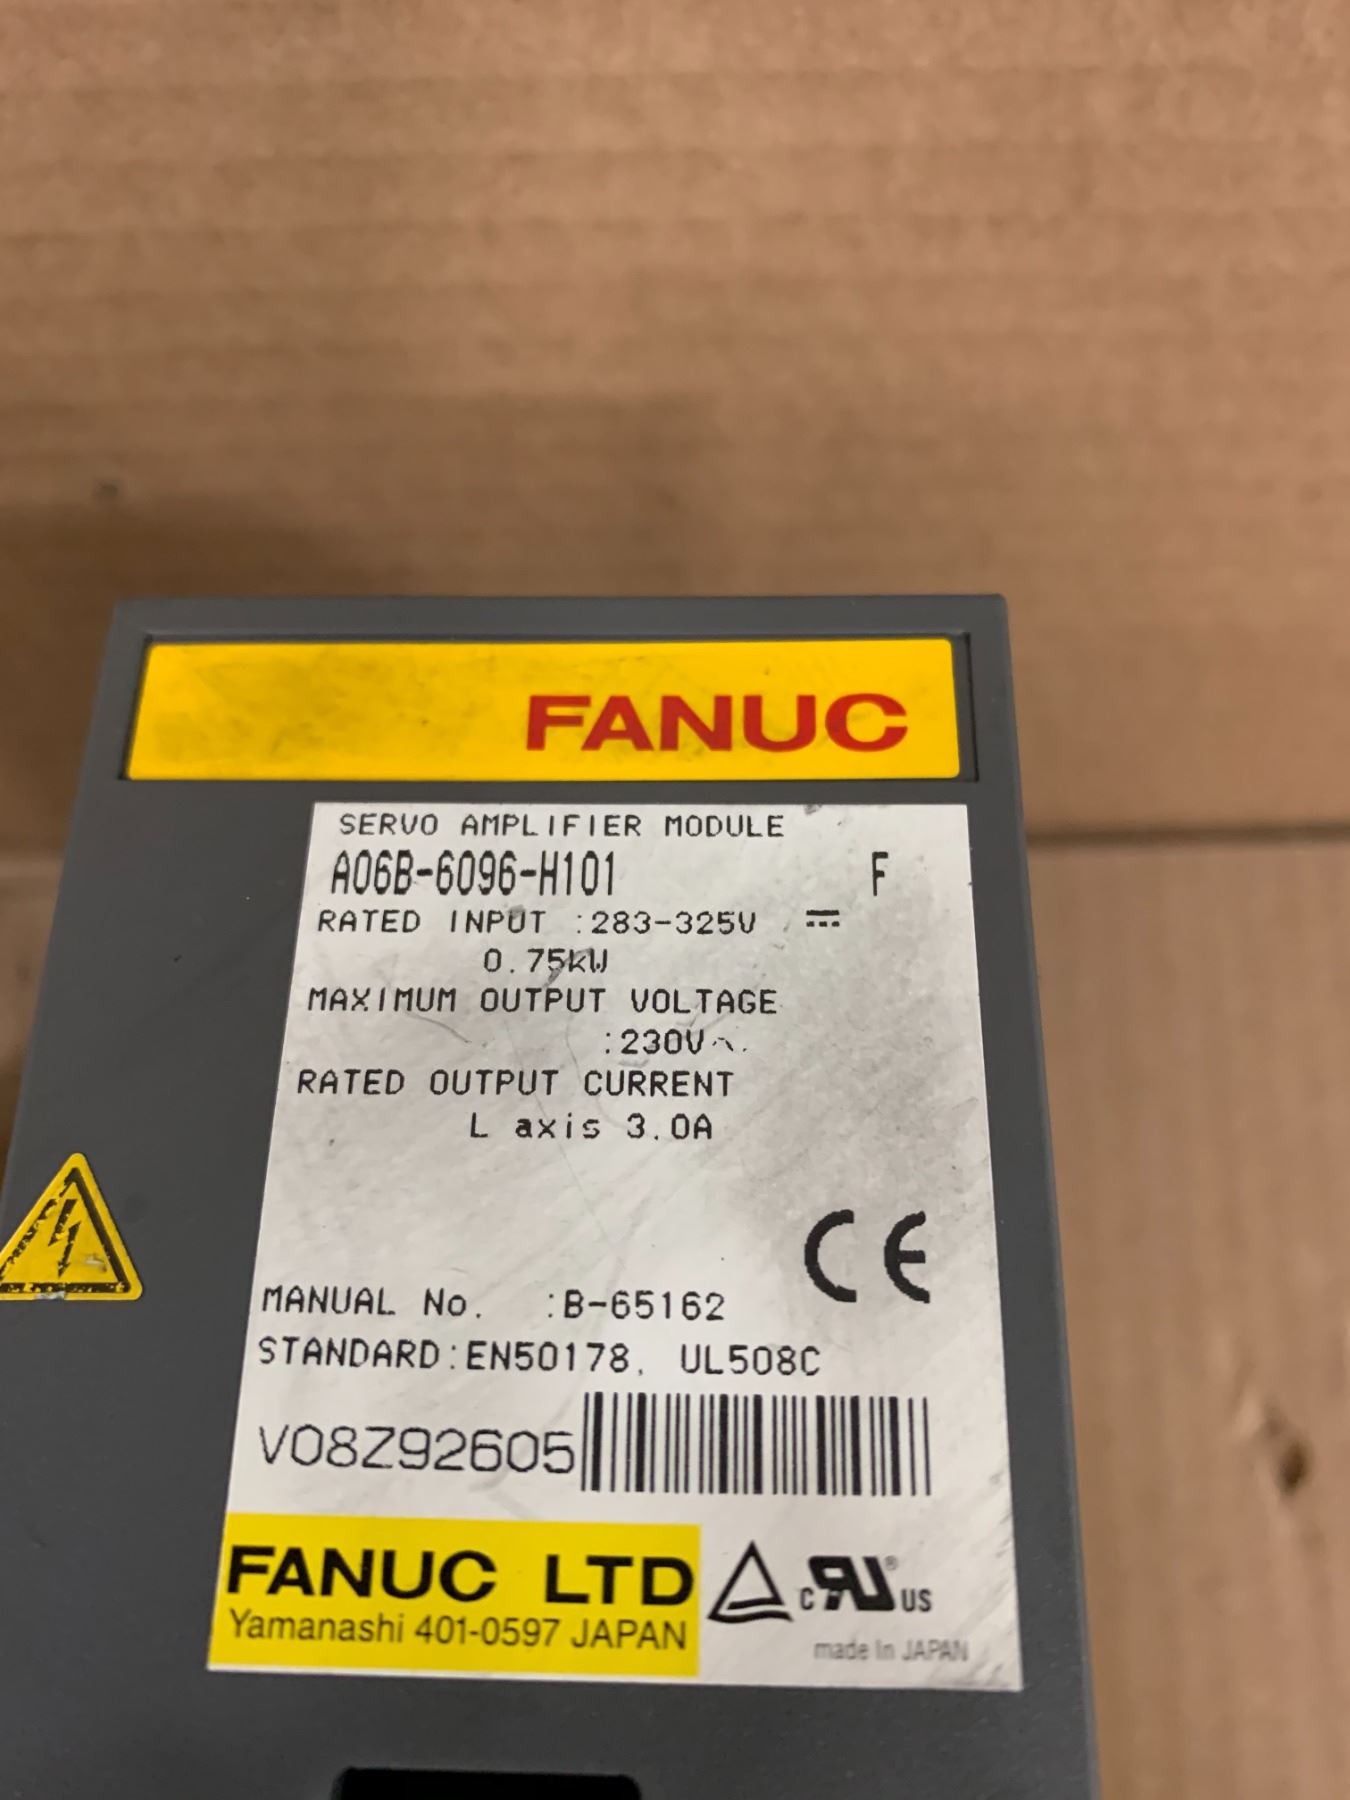 FANUC
SERVO AMPLIFIER MODULE
A06B-6096-H101 F
RATED INPUT :283-325V ⎓
0.75kW
MAXIMUM OUTPUT VOLTAGE
:230V~
RATED OUTPUT CURRENT
L axis 3.0A
CE
MANUAL No. :B-65162
STANDARD:EN50178, UL508C
V08Z92605
FANUC LTD
Yamanashi 401-0597 JAPAN
c RU ® US
made in JAPAN